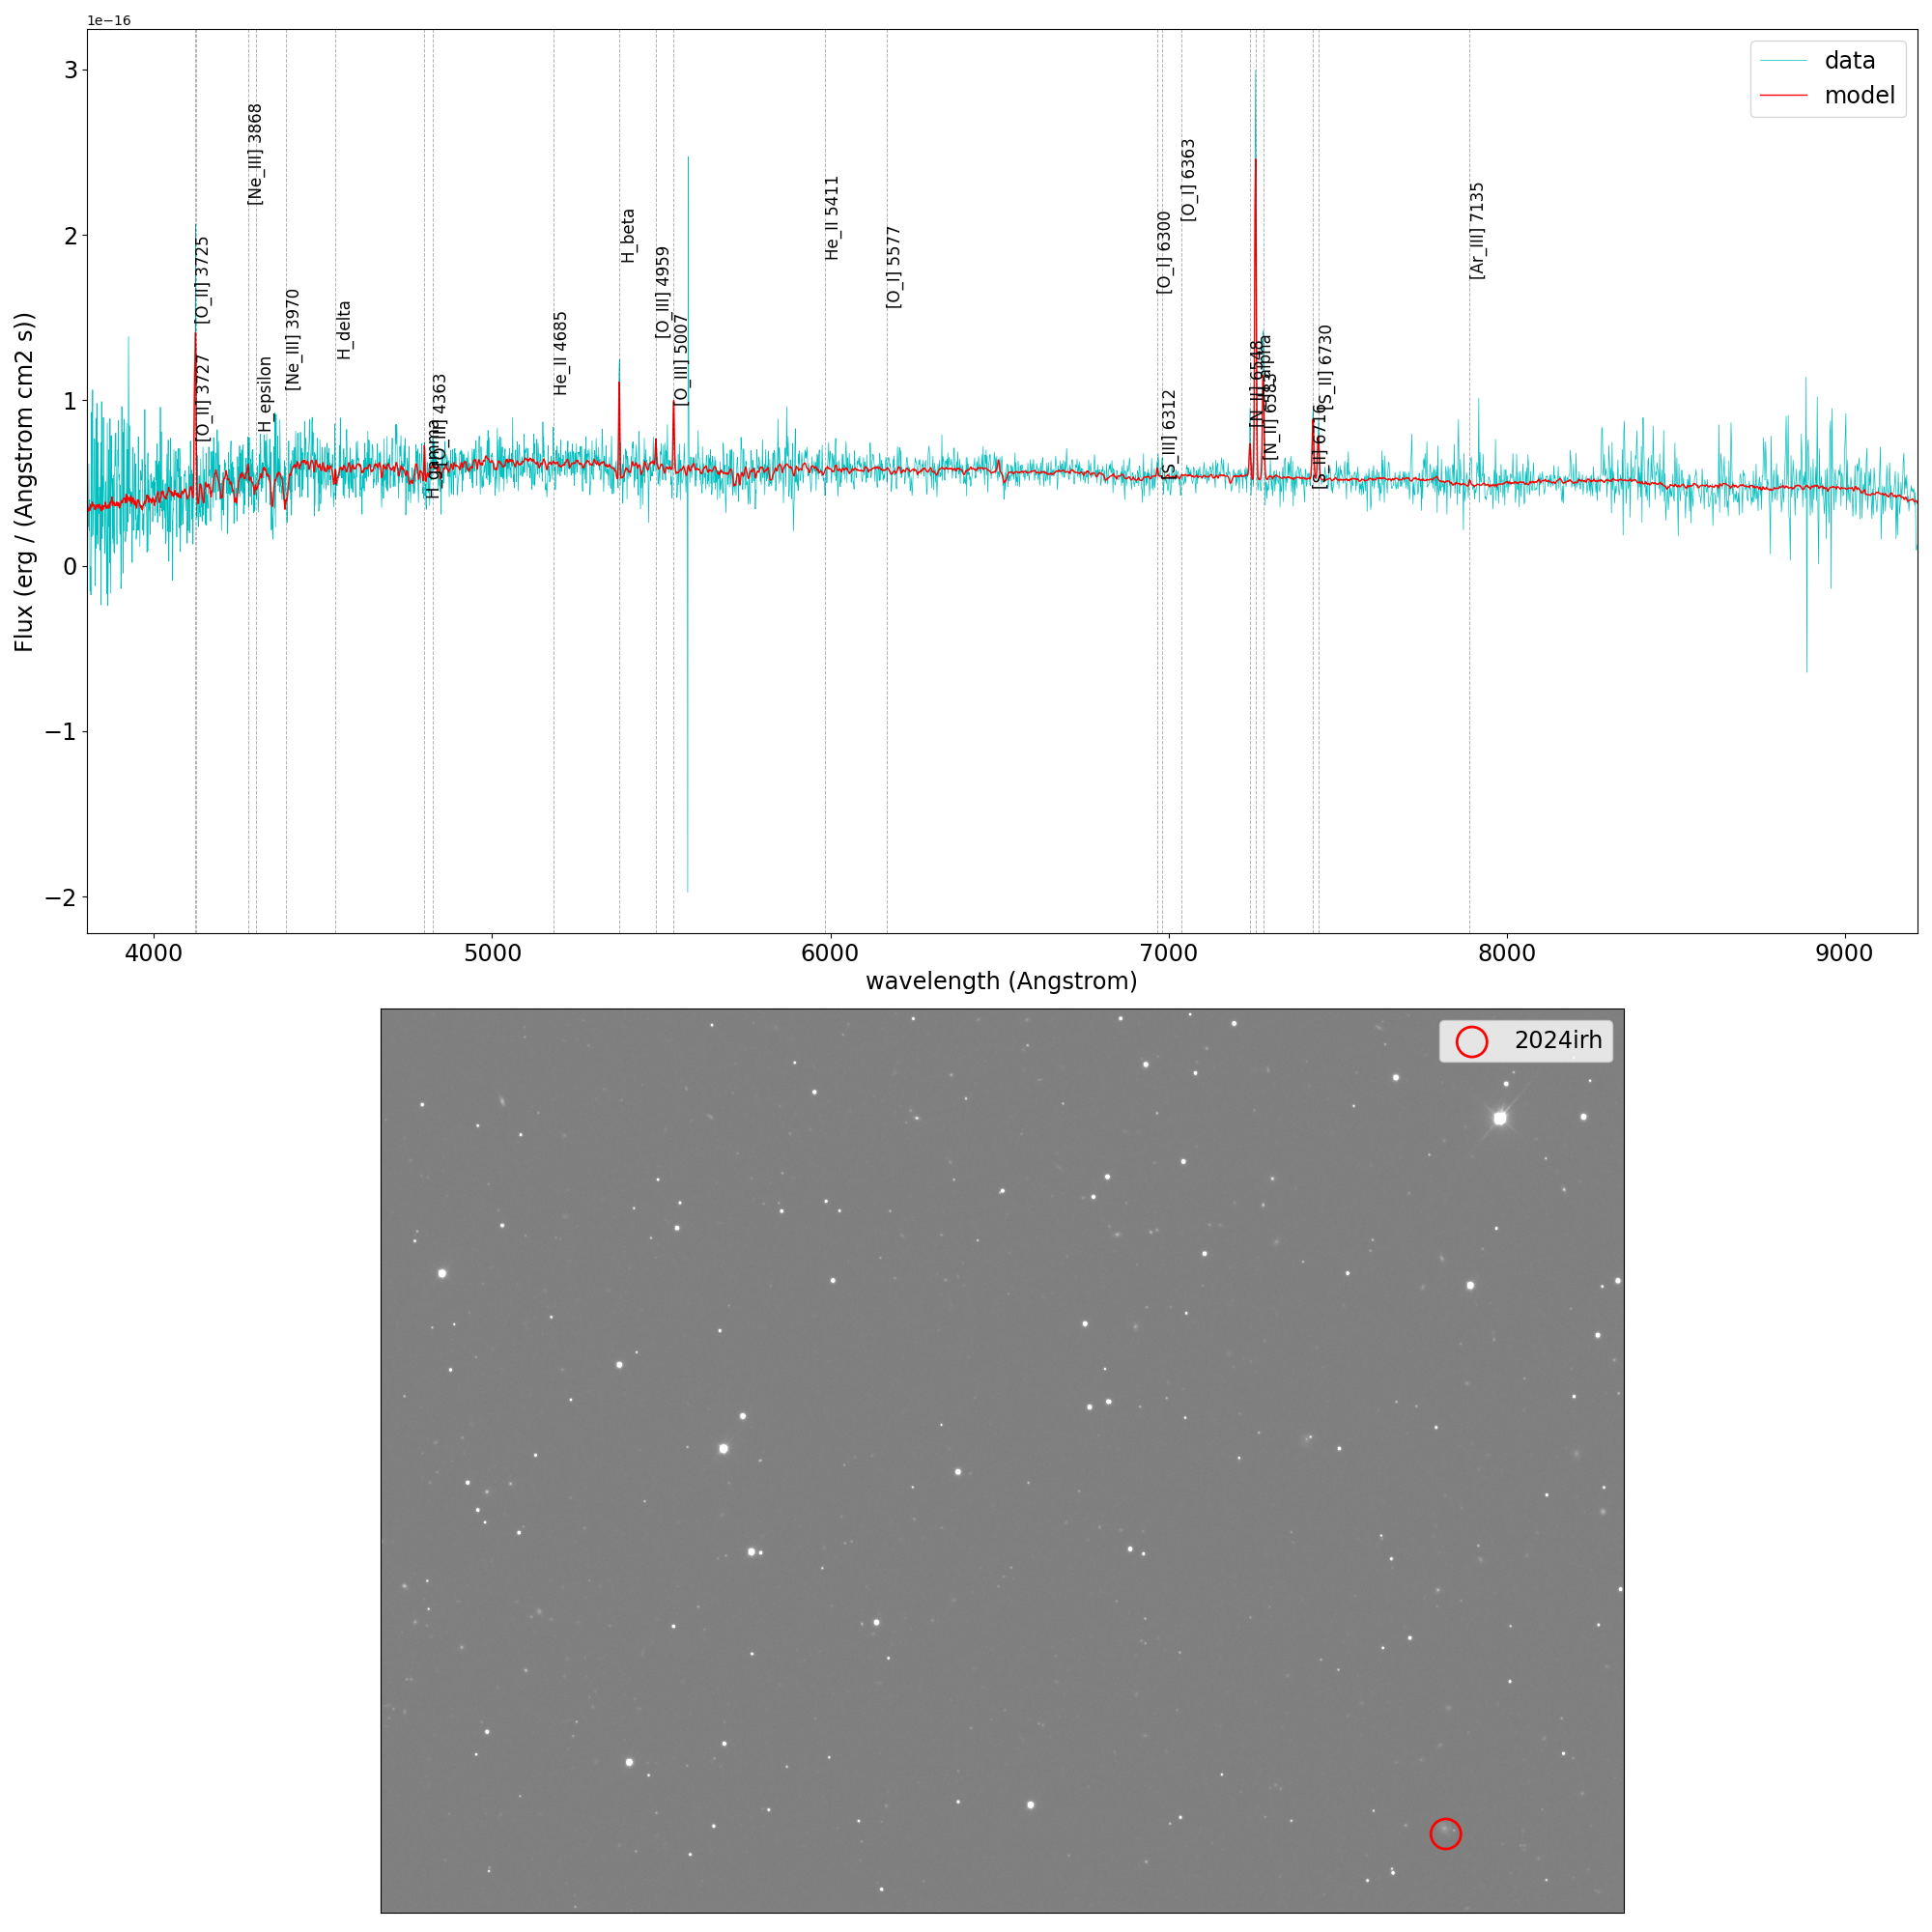 1e−16
3
2
1
0
−1
−2
Flux (erg / (Angstrom cm2 s))
data
model
[O_II] 3725
[O_II] 3727
[Ne_III] 3868
H_epsilon
[Ne_III] 3970
H_delta
H_gamma
[O_III] 4363
He_II 4685
H_beta
[O_III] 4959
[O_III] 5007
He_II 5411
[O_I] 5577
[O_I] 6300
[S_III] 6312
[O_I] 6363
[N_II] 6548
H_alpha
[N_II] 6583
[S_II] 6716
[S_II] 6730
[Ar_III] 7135
4000 5000 6000 7000 8000 9000
wavelength (Angstrom)
2024irh